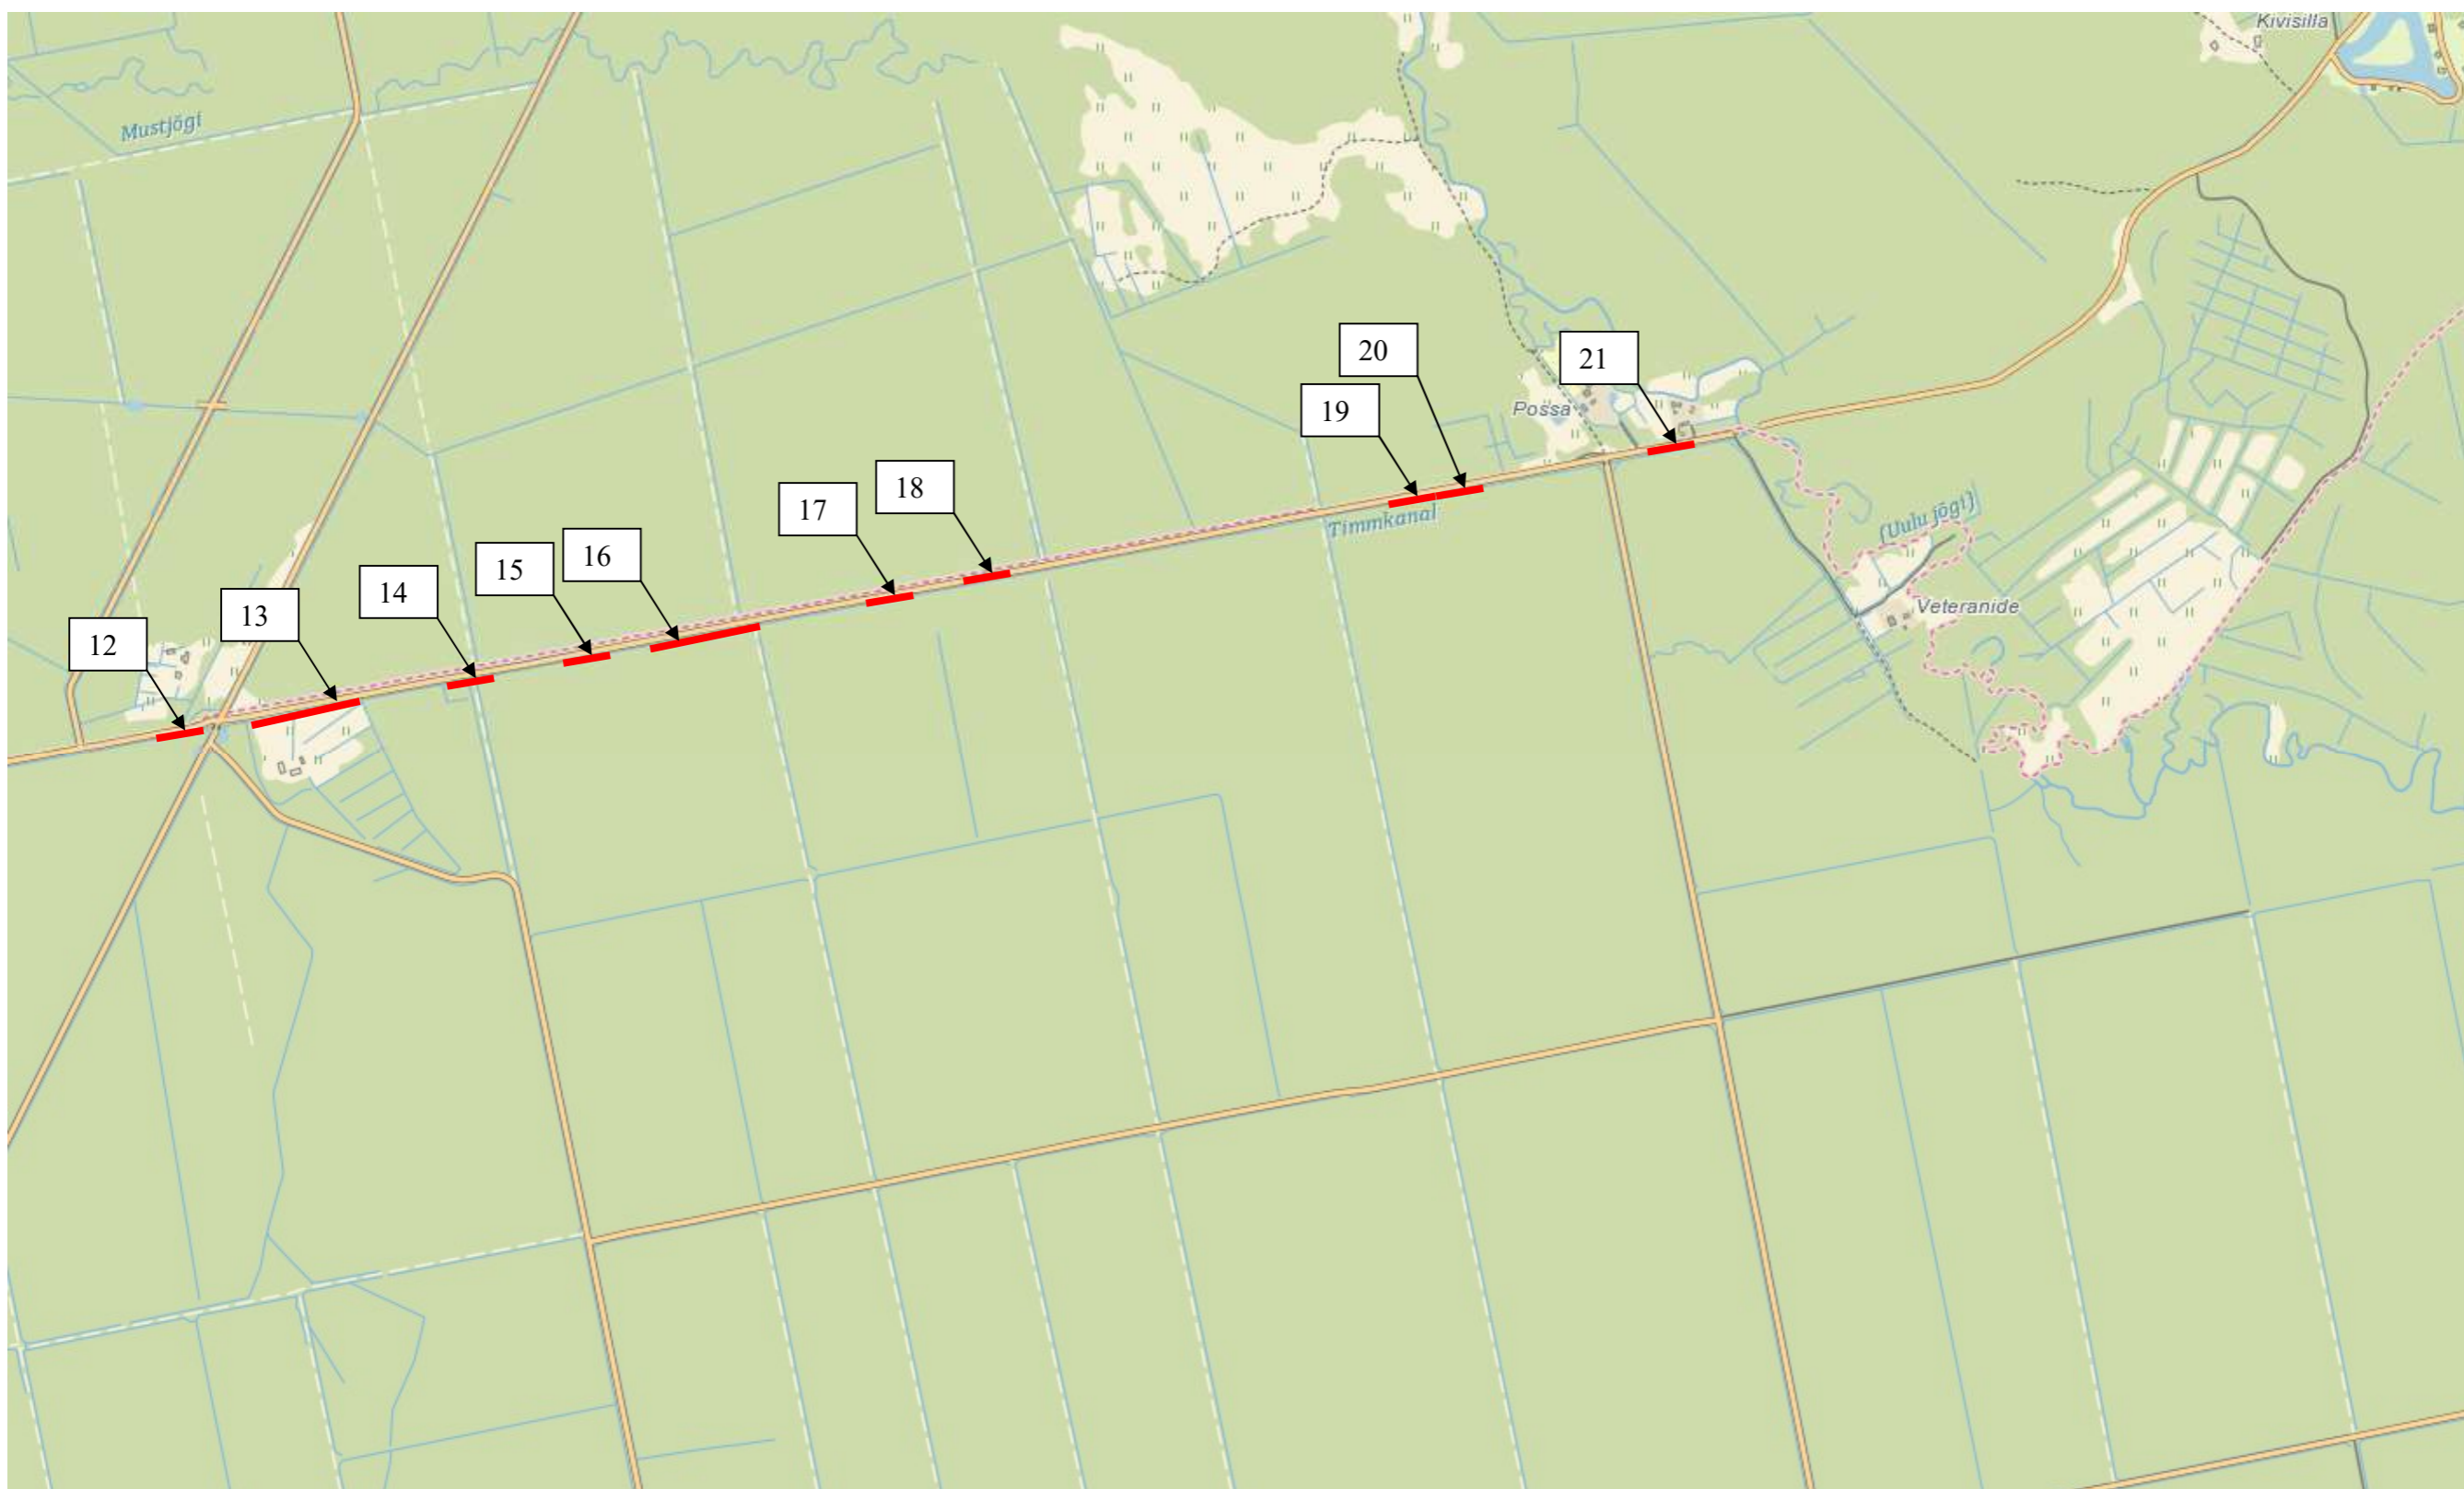 Kivisilla
Mustjõgi
20
21
19
Possa
18
17
Timmkanal
(Uulu jõgi)
16
15
14
13
12
Veteranide